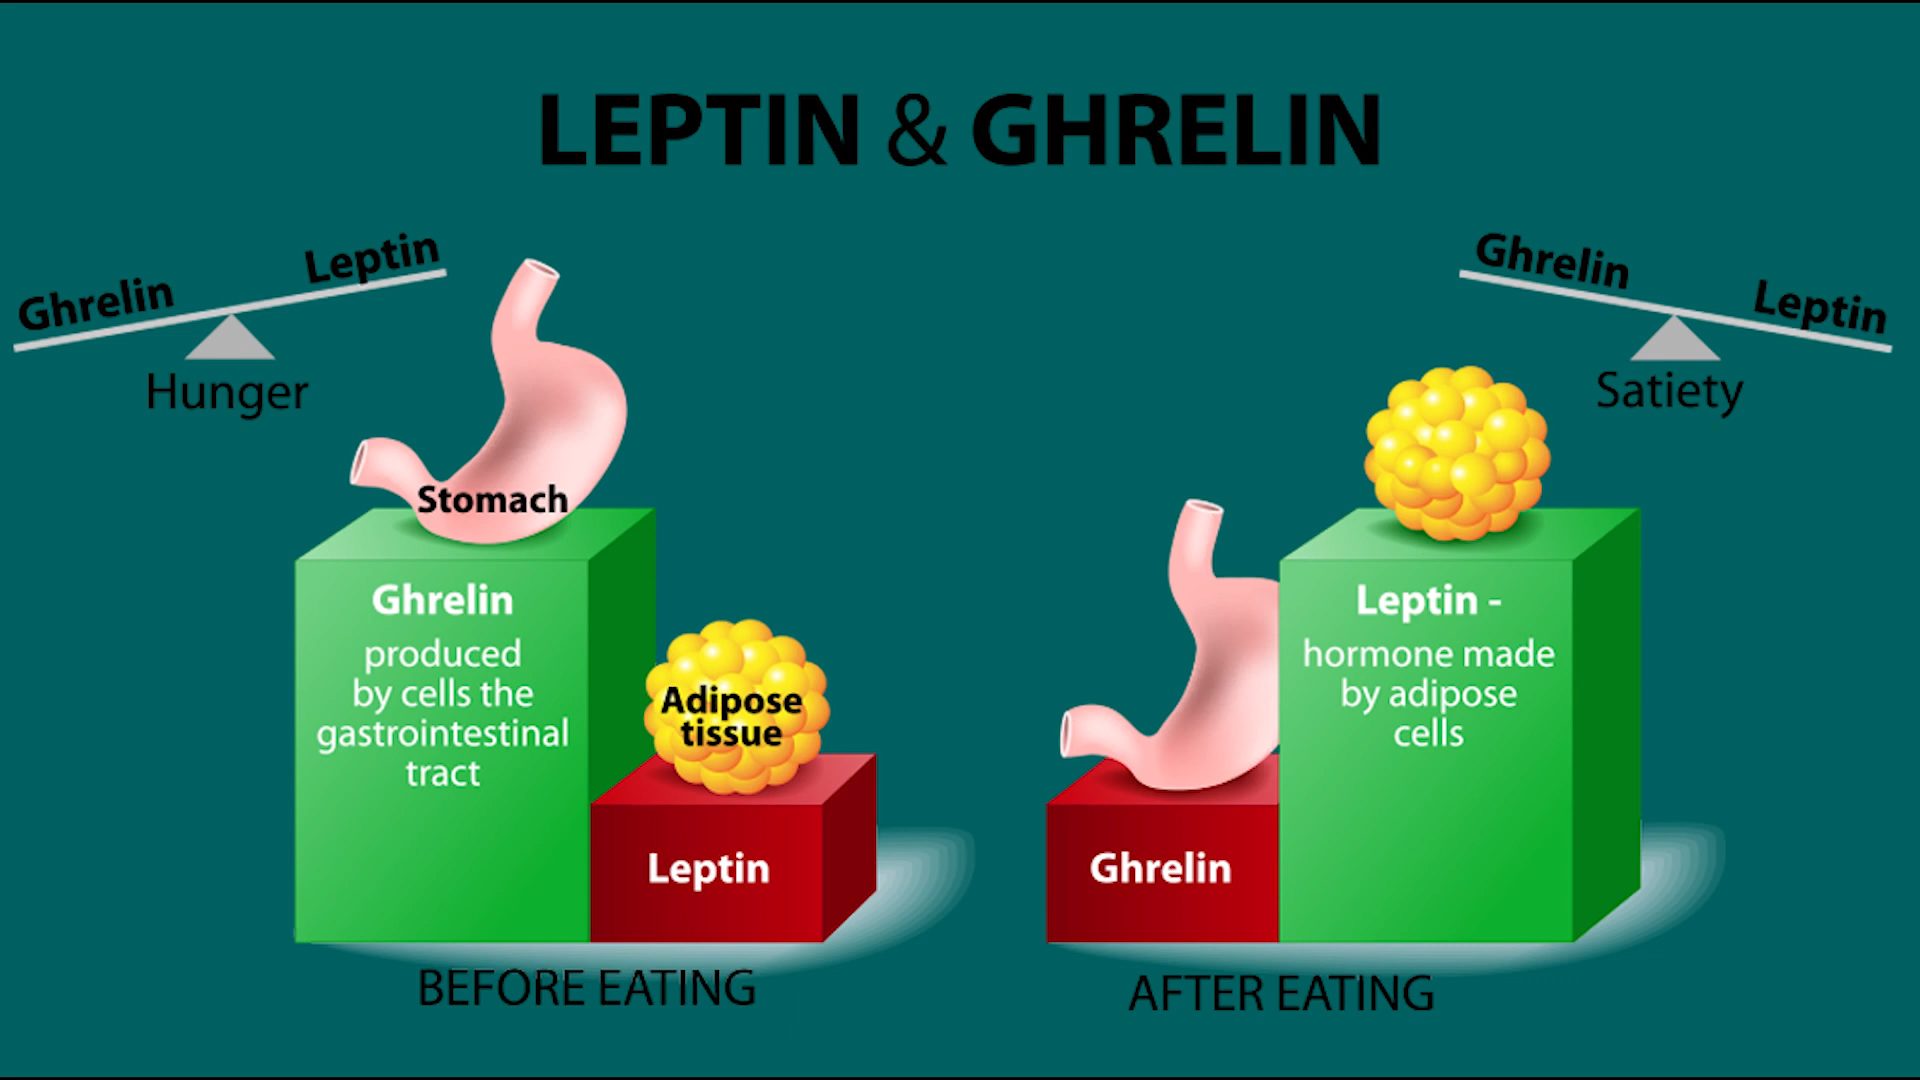 LEPTIN & GHRELIN
Ghrelin
Leptin
Hunger
Ghrelin
Leptin
Satiety
Stomach
Ghrelin
produced
by cells the
gastrointestinal
tract
Adipose
tissue
Leptin
BEFORE EATING
Leptin -
hormone made
by adipose
cells
Ghrelin
AFTER EATING